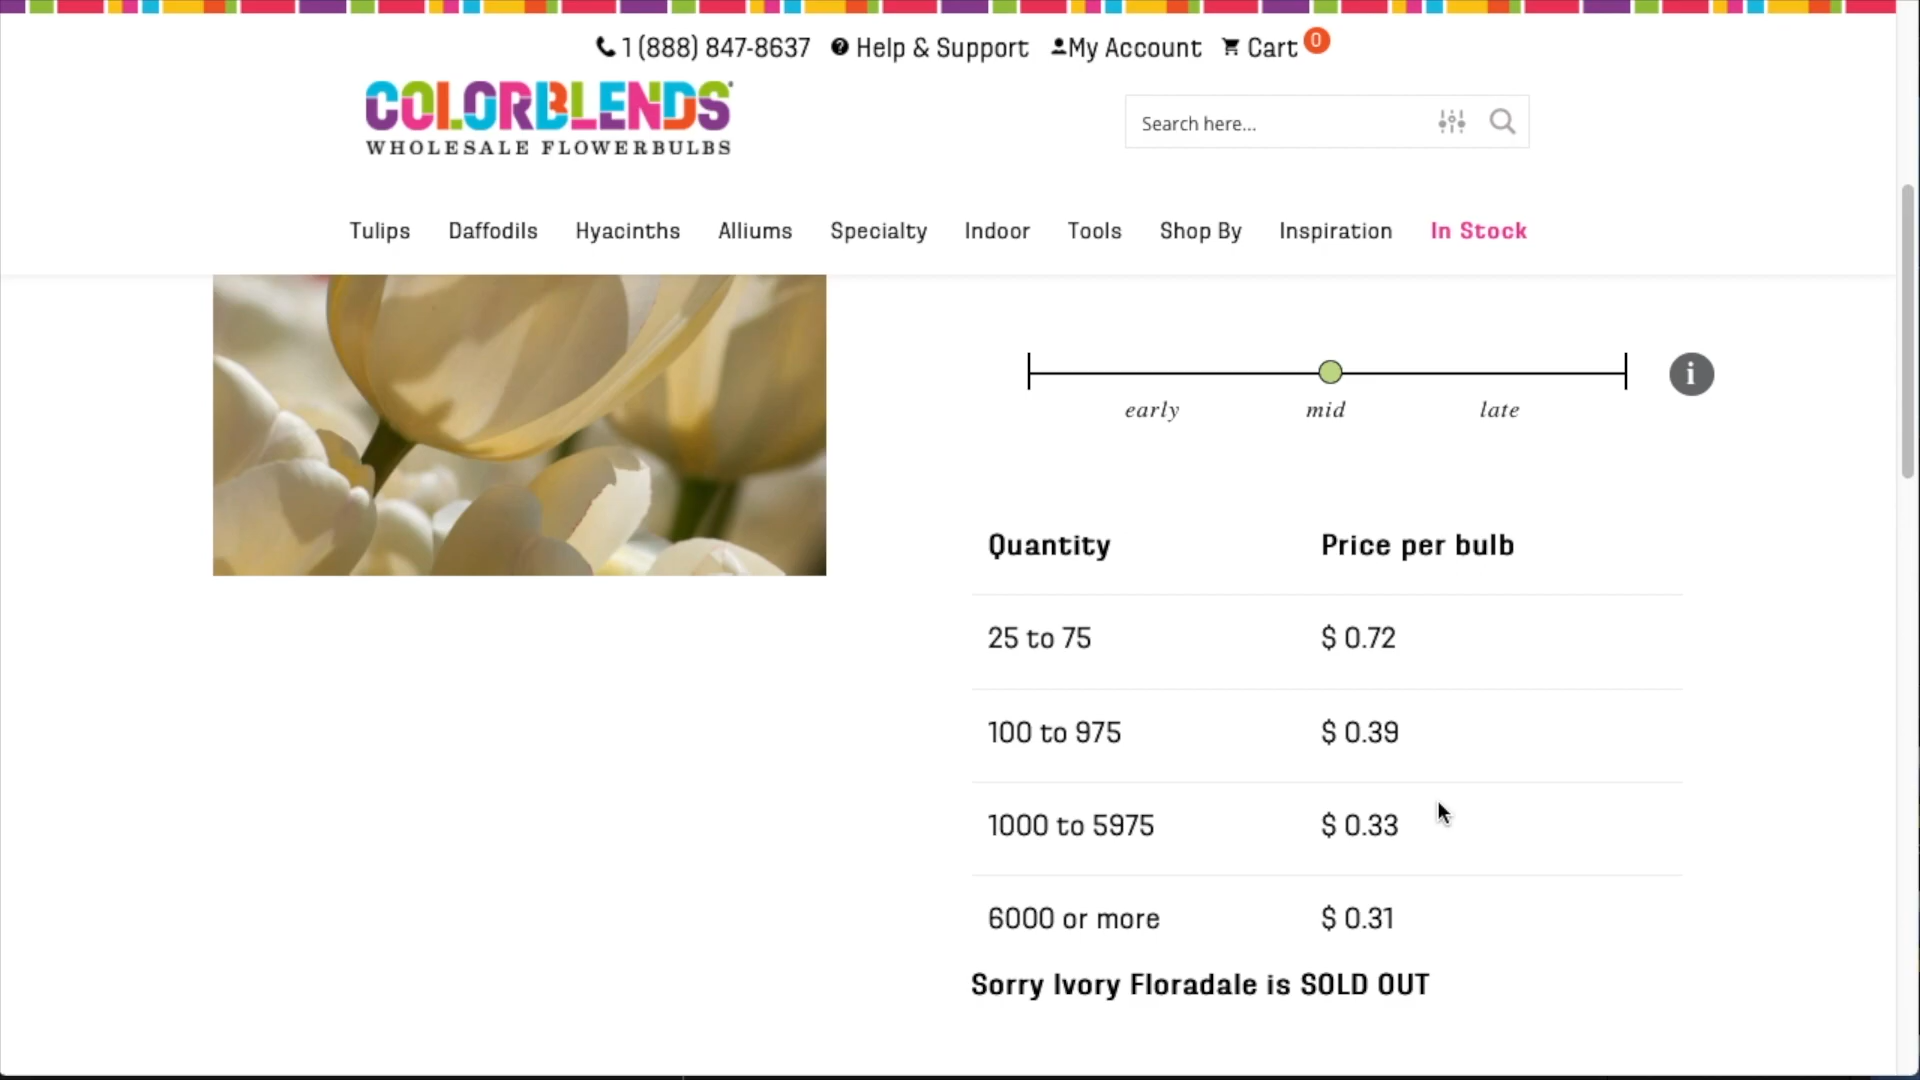 1 (888) 847-8637 Help & Support My Account Cart 0
COLORBLENDS
WHOLESALE FLOWERBULBS
Search here...
Tulips Daffodils Hyacinths Alliums Specialty Indoor Tools Shop By Inspiration In Stock
i
early mid late
Quantity Price per bulb
25 to 75 $ 0.72
100 to 975 $ 0.39
1000 to 5975 $ 0.33
6000 or more $ 0.31
Sorry Ivory Floradale is SOLD OUT